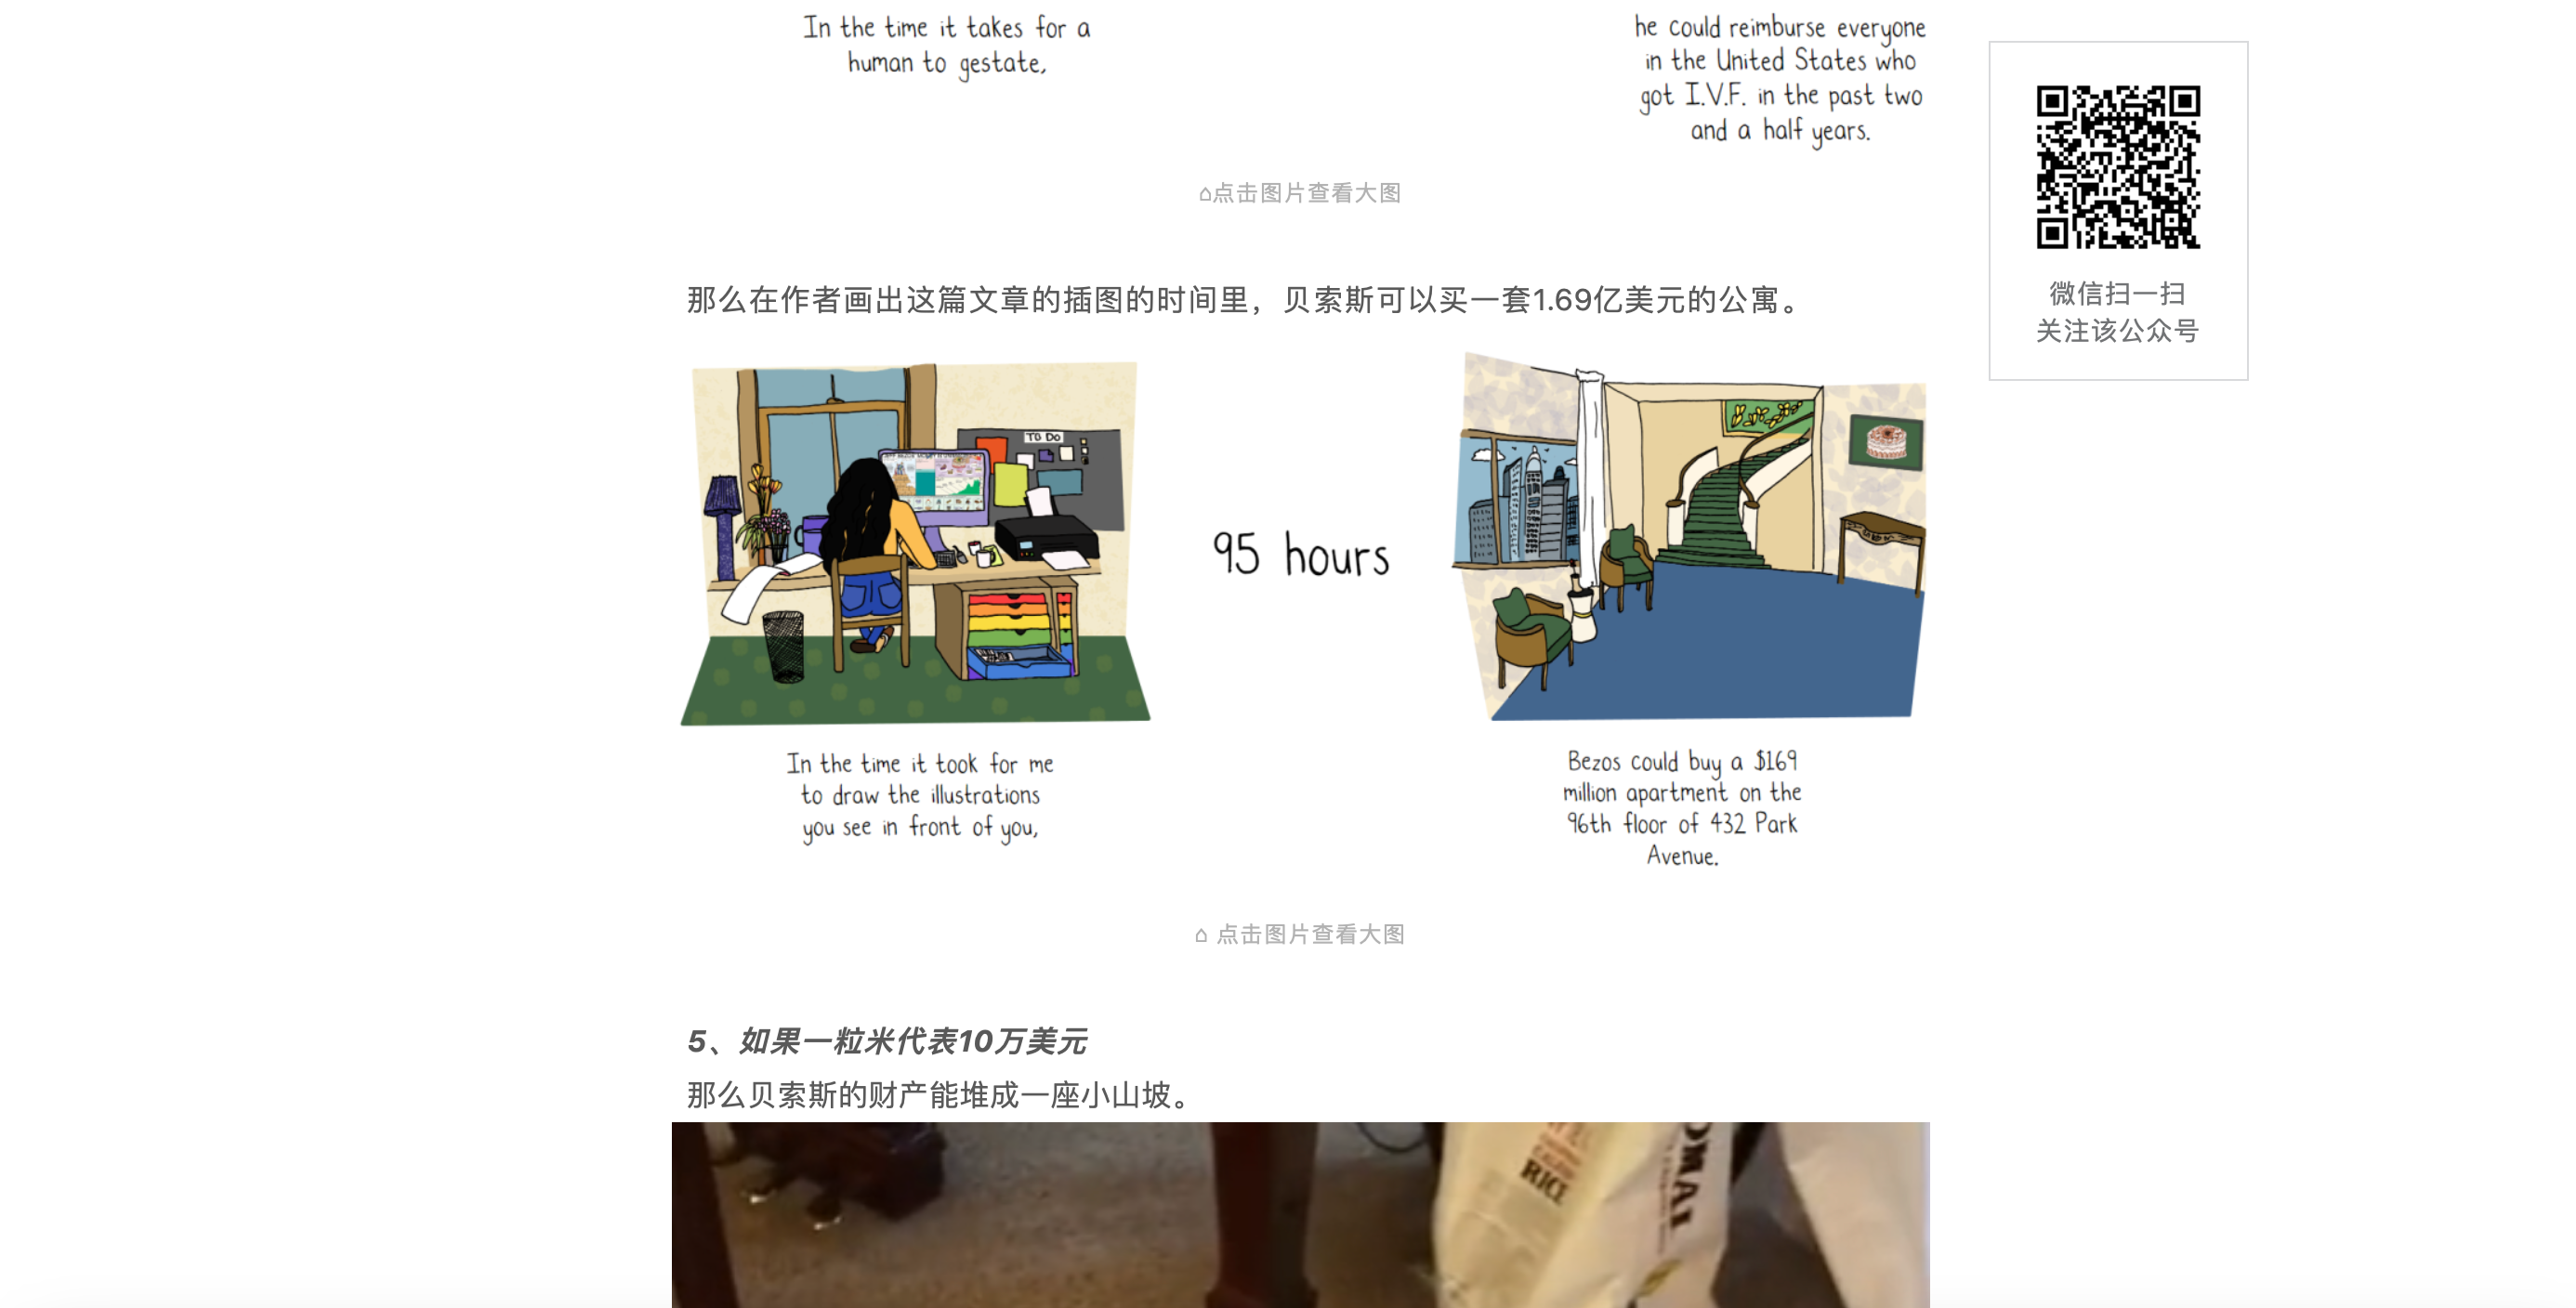 In the time it takes for a
human to gestate,
he could reimburse everyone
in the United States who
got I.V.F. in the past two
and a half years.
⌂点击图片查看大图
微信扫一扫
关注该公众号
那么在作者画出这篇文章的插图的时间里，贝索斯可以买一套1.69亿美元的公寓。
TO DO
95 hours
In the time it took for me
to draw the illustrations
you see in front of you,
Bezos could buy a $169
million apartment on the
96th floor of 432 Park
Avenue.
⌂ 点击图片查看大图
5、如果一粒米代表10万美元
那么贝索斯的财产能堆成一座小山坡。
RICE